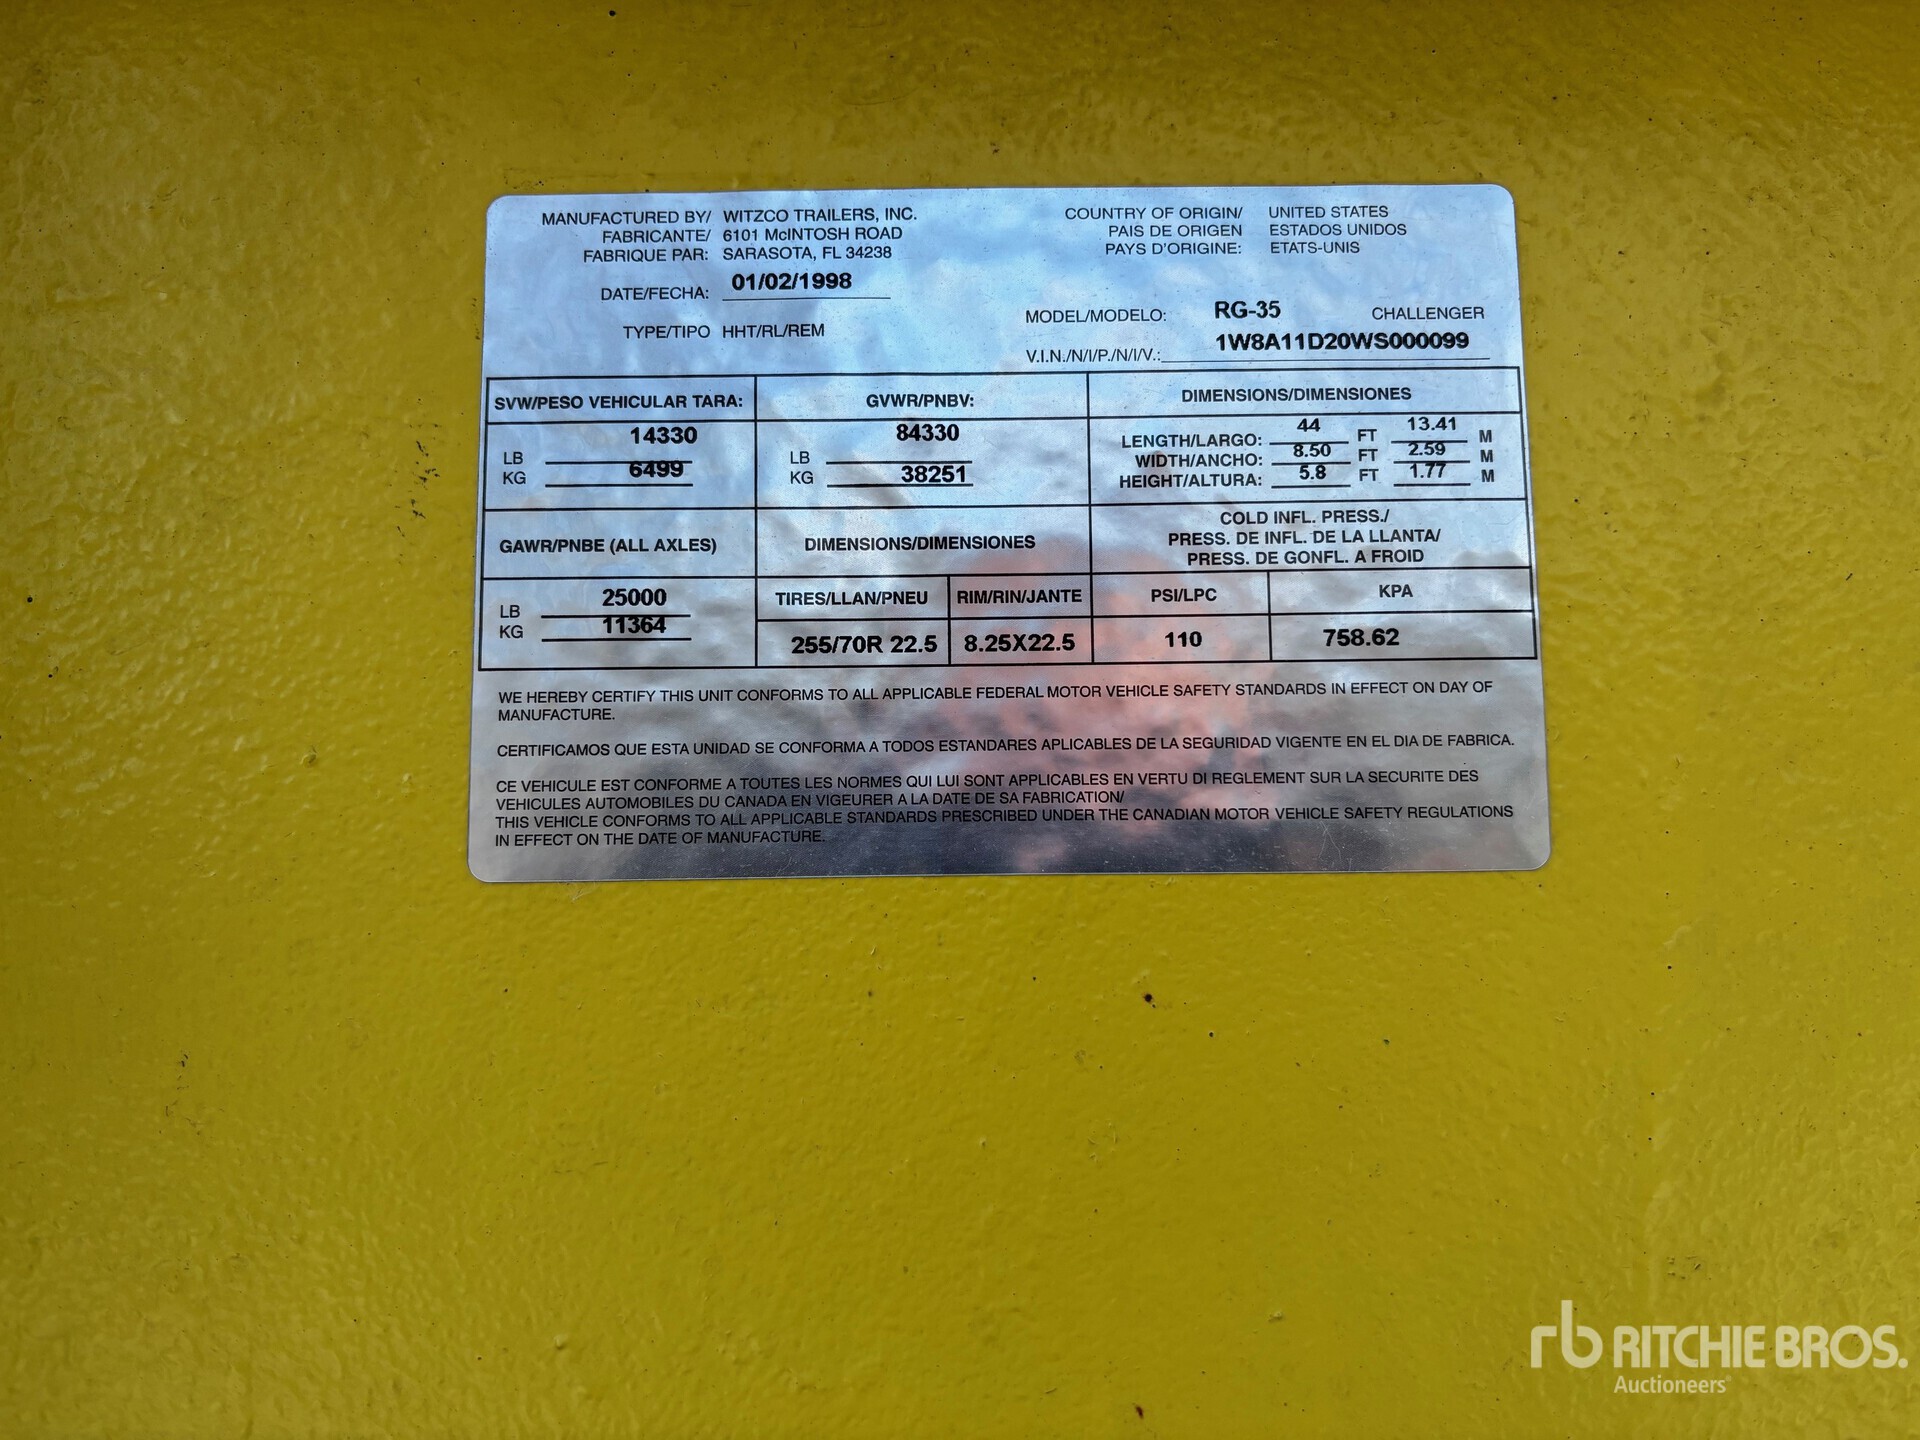 MANUFACTURED BY/ WITZCO TRAILERS, INC.
FABRICANTE/ 6101 McINTOSH ROAD
FABRIQUE PAR: SARASOTA, FL 34238
COUNTRY OF ORIGIN/ UNITED STATES
PAIS DE ORIGEN ESTADOS UNIDOS
PAYS D'ORIGINE: ETATS-UNIS
DATE/FECHA: 01/02/1998
TYPE/TIPO HHT/RL/REM
MODEL/MODELO: RG-35 CHALLENGER
V.I.N./N/I/P./N/I/V.: 1W8A11D20WS000099
SVW/PESO VEHICULAR TARA:
LB 14330
KG 6499
GVWR/PNBV:
LB 84330
KG 38251
DIMENSIONS/DIMENSIONES
LENGTH/LARGO: 44 FT 13.41 M
WIDTH/ANCHO: 8.50 FT 2.59 M
HEIGHT/ALTURA: 5.8 FT 1.77 M
GAWR/PNBE (ALL AXLES)
LB 25000
KG 11364
DIMENSIONS/DIMENSIONES
TIRES/LLAN/PNEU RIM/RIN/JANTE
255/70R 22.5 8.25X22.5
COLD INFL. PRESS./
PRESS. DE INFL. DE LA LLANTA/
PRESS. DE GONFL. A FROID
PSI/LPC KPA
110 758.62
WE HEREBY CERTIFY THIS UNIT CONFORMS TO ALL APPLICABLE FEDERAL MOTOR VEHICLE SAFETY STANDARDS IN EFFECT ON DAY OF
MANUFACTURE.
CERTIFICAMOS QUE ESTA UNIDAD SE CONFORMA A TODOS ESTANDARES APLICABLES DE LA SEGURIDAD VIGENTE EN EL DIA DE FABRICA.
CE VEHICULE EST CONFORME A TOUTES LES NORMES QUI LUI SONT APPLICABLES EN VERTU DI REGLEMENT SUR LA SECURITE DES
VEHICULES AUTOMOBILES DU CANADA EN VIGEURER A LA DATE DE SA FABRICATION/
THIS VEHICLE CONFORMS TO ALL APPLICABLE STANDARDS PRESCRIBED UNDER THE CANADIAN MOTOR VEHICLE SAFETY REGULATIONS
IN EFFECT ON THE DATE OF MANUFACTURE.
rb RITCHIE BROS.
Auctioneers